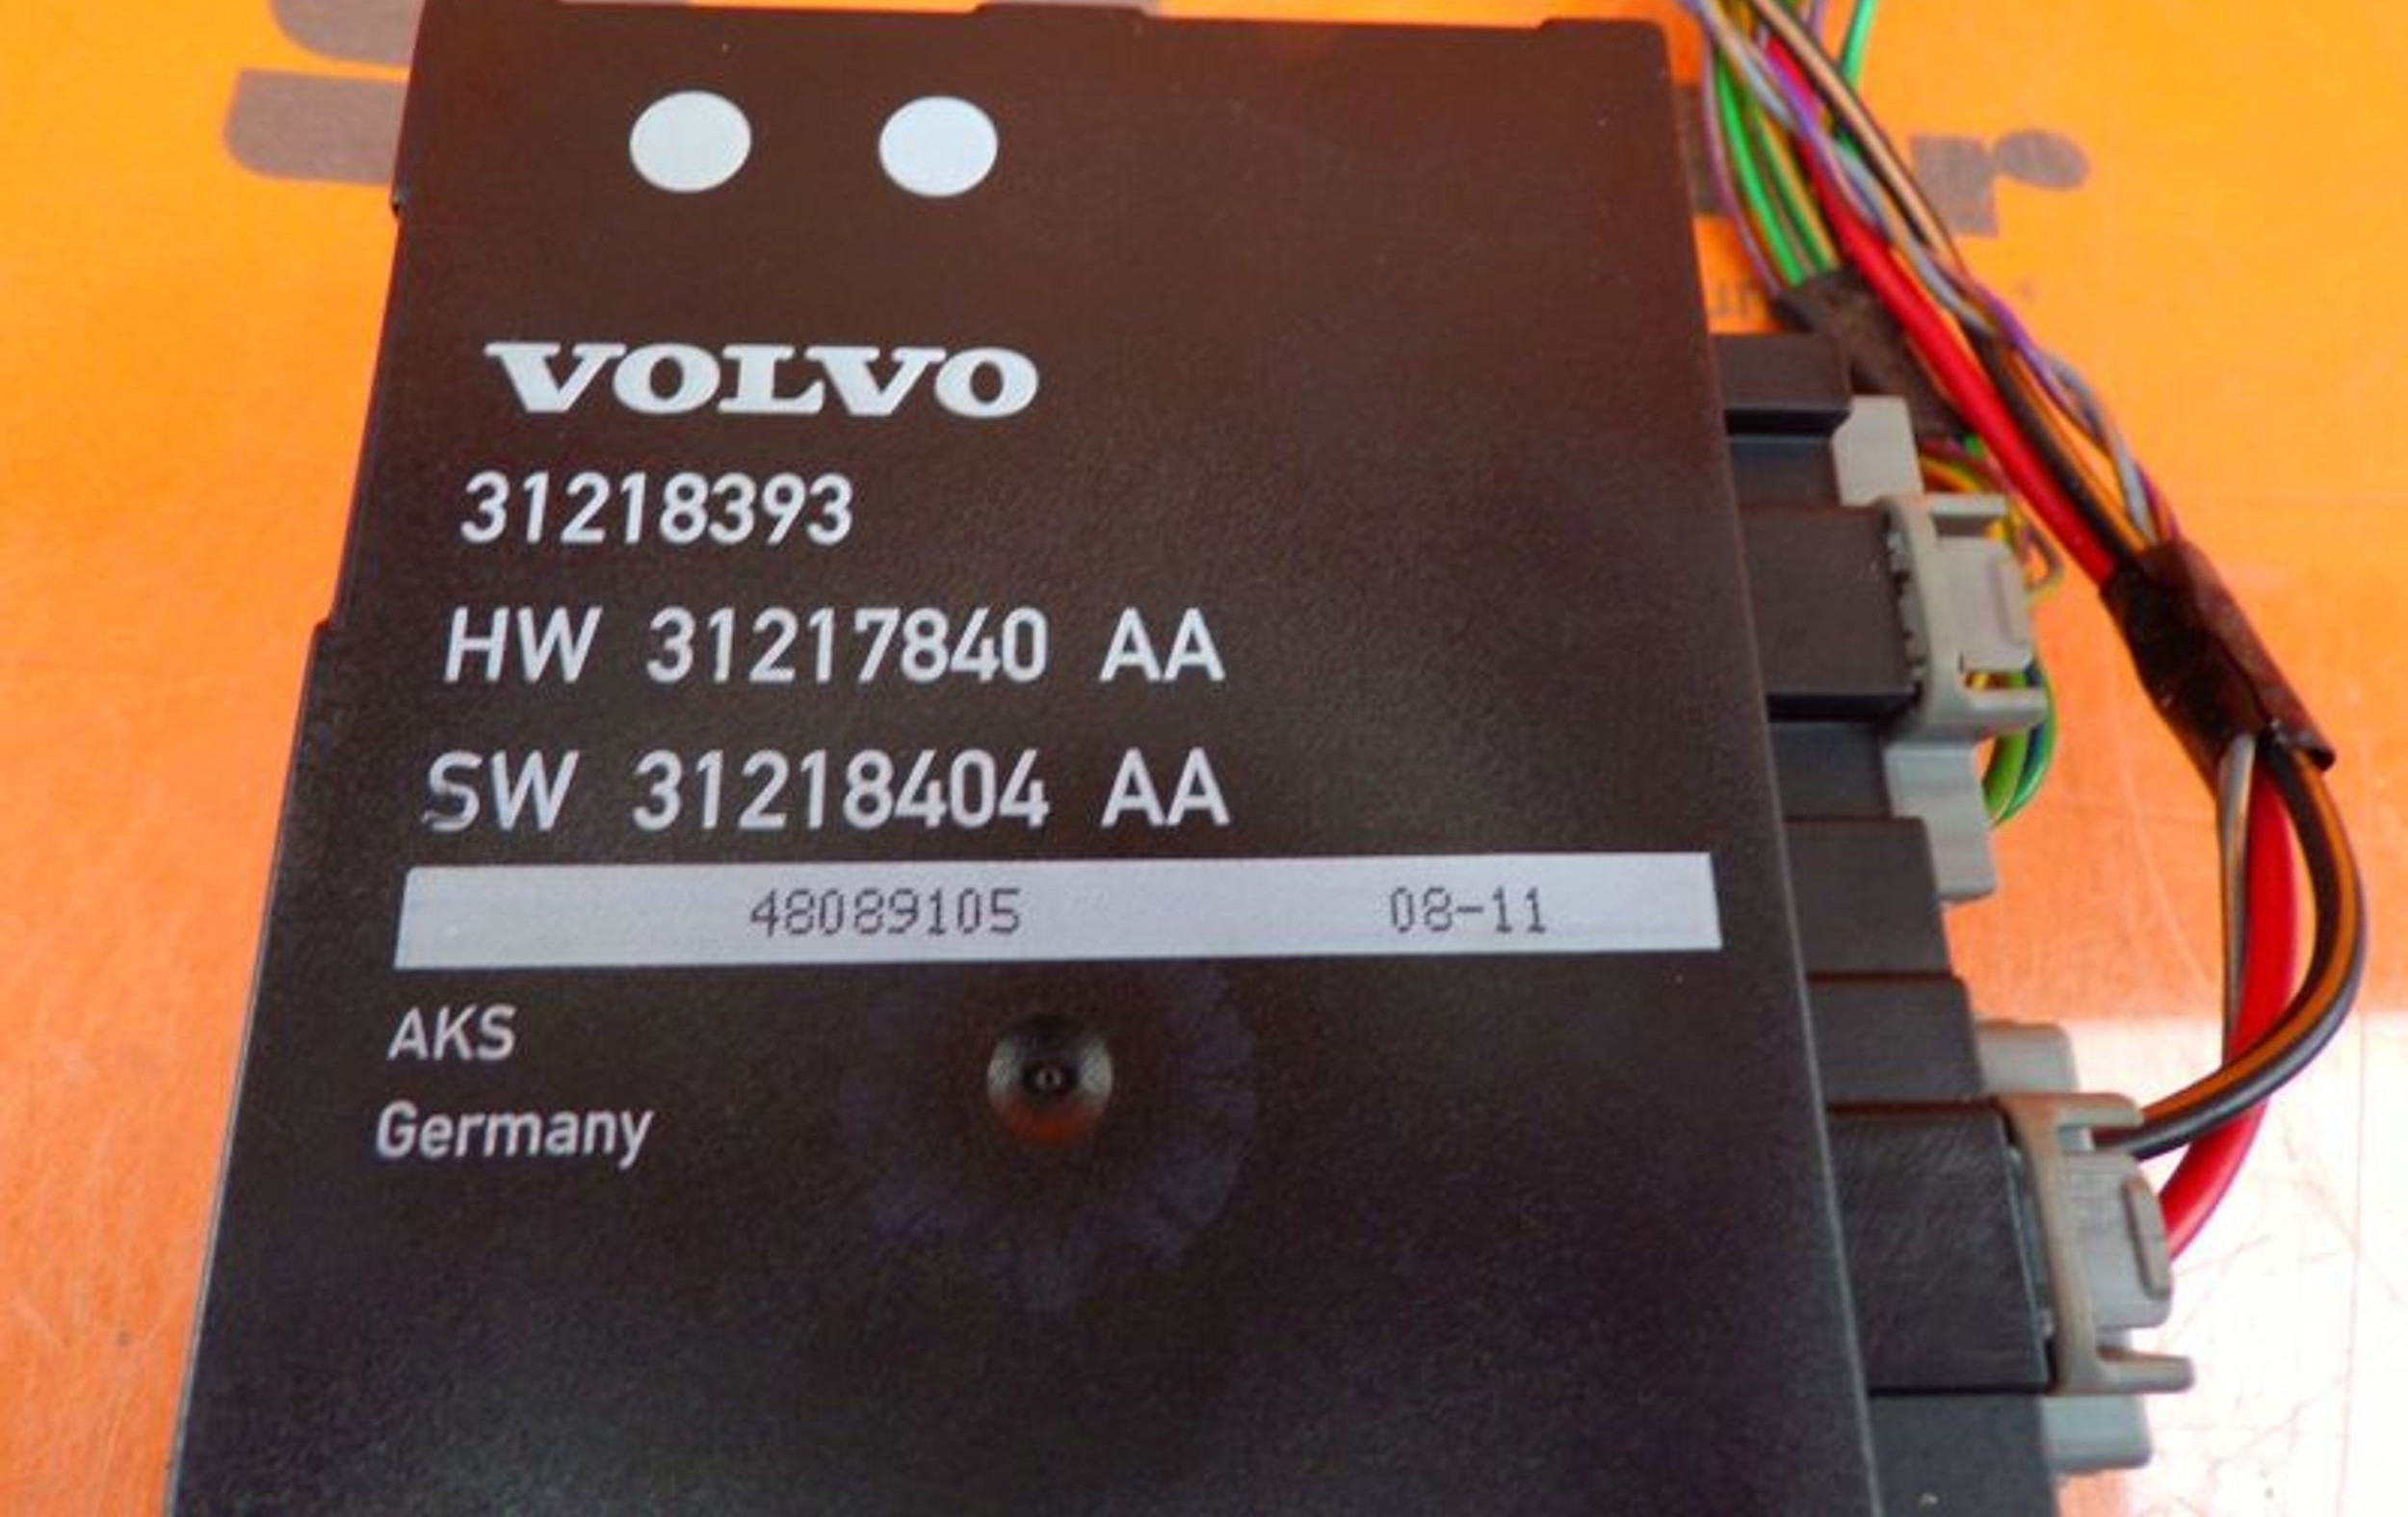 VOLVO
31218393
HW 31217840 AA
SW 31218404 AA
48089105 08-11
AKS
Germany